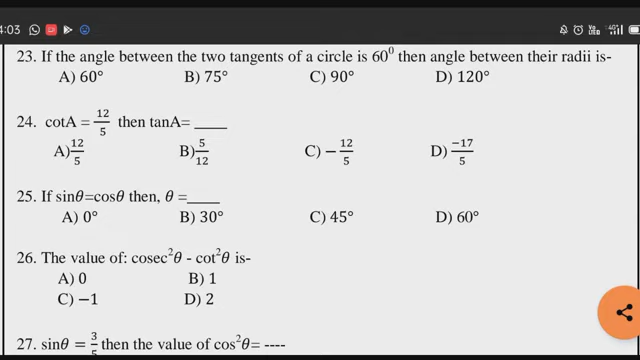 4:03
4G
23. If the angle between the two tangents of a circle is 60⁰ then angle between their radii is-
A) 60° B) 75° C) 90° D) 120°
24. cotA = 12/5 then tanA= ____
A) 12/5 B) 5/12 C) − 12/5 D) −17/5
25. If sinθ=cosθ then, θ =____
A) 0° B) 30° C) 45° D) 60°
26. The value of: cosec²θ - cot²θ is-
A) 0 B) 1
C) −1 D) 2
27. sinθ = 3/5 then the value of cos²θ= ----